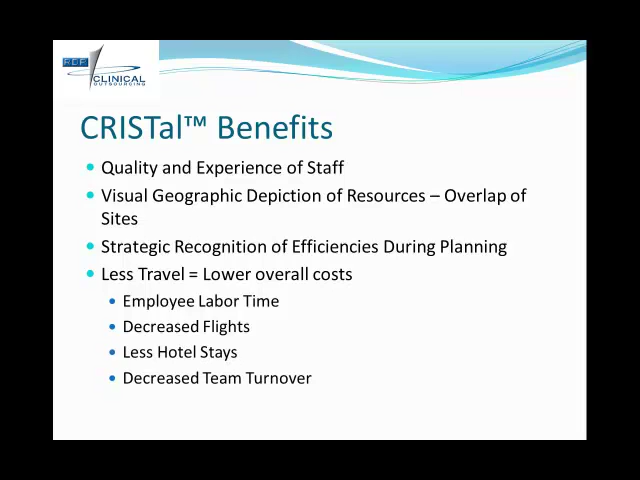 PDP
CLINICAL
OUTSOURCING
CRISTal™ Benefits
Quality and Experience of Staff
Visual Geographic Depiction of Resources – Overlap of
Sites
Strategic Recognition of Efficiencies During Planning
Less Travel = Lower overall costs
Employee Labor Time
Decreased Flights
Less Hotel Stays
Decreased Team Turnover